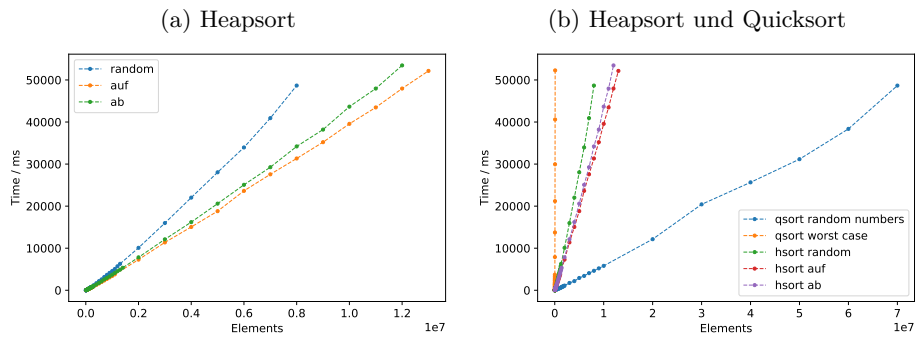 (a) Heapsort
random
auf
ab
Time / ms
50000
40000
30000
20000
10000
0
0.0 0.2 0.4 0.6 0.8 1.0 1.2
1e7
Elements
(b) Heapsort und Quicksort
Time / ms
50000
40000
30000
20000
10000
0
qsort random numbers
qsort worst case
hsort random
hsort auf
hsort ab
0 1 2 3 4 5 6 7
1e7
Elements